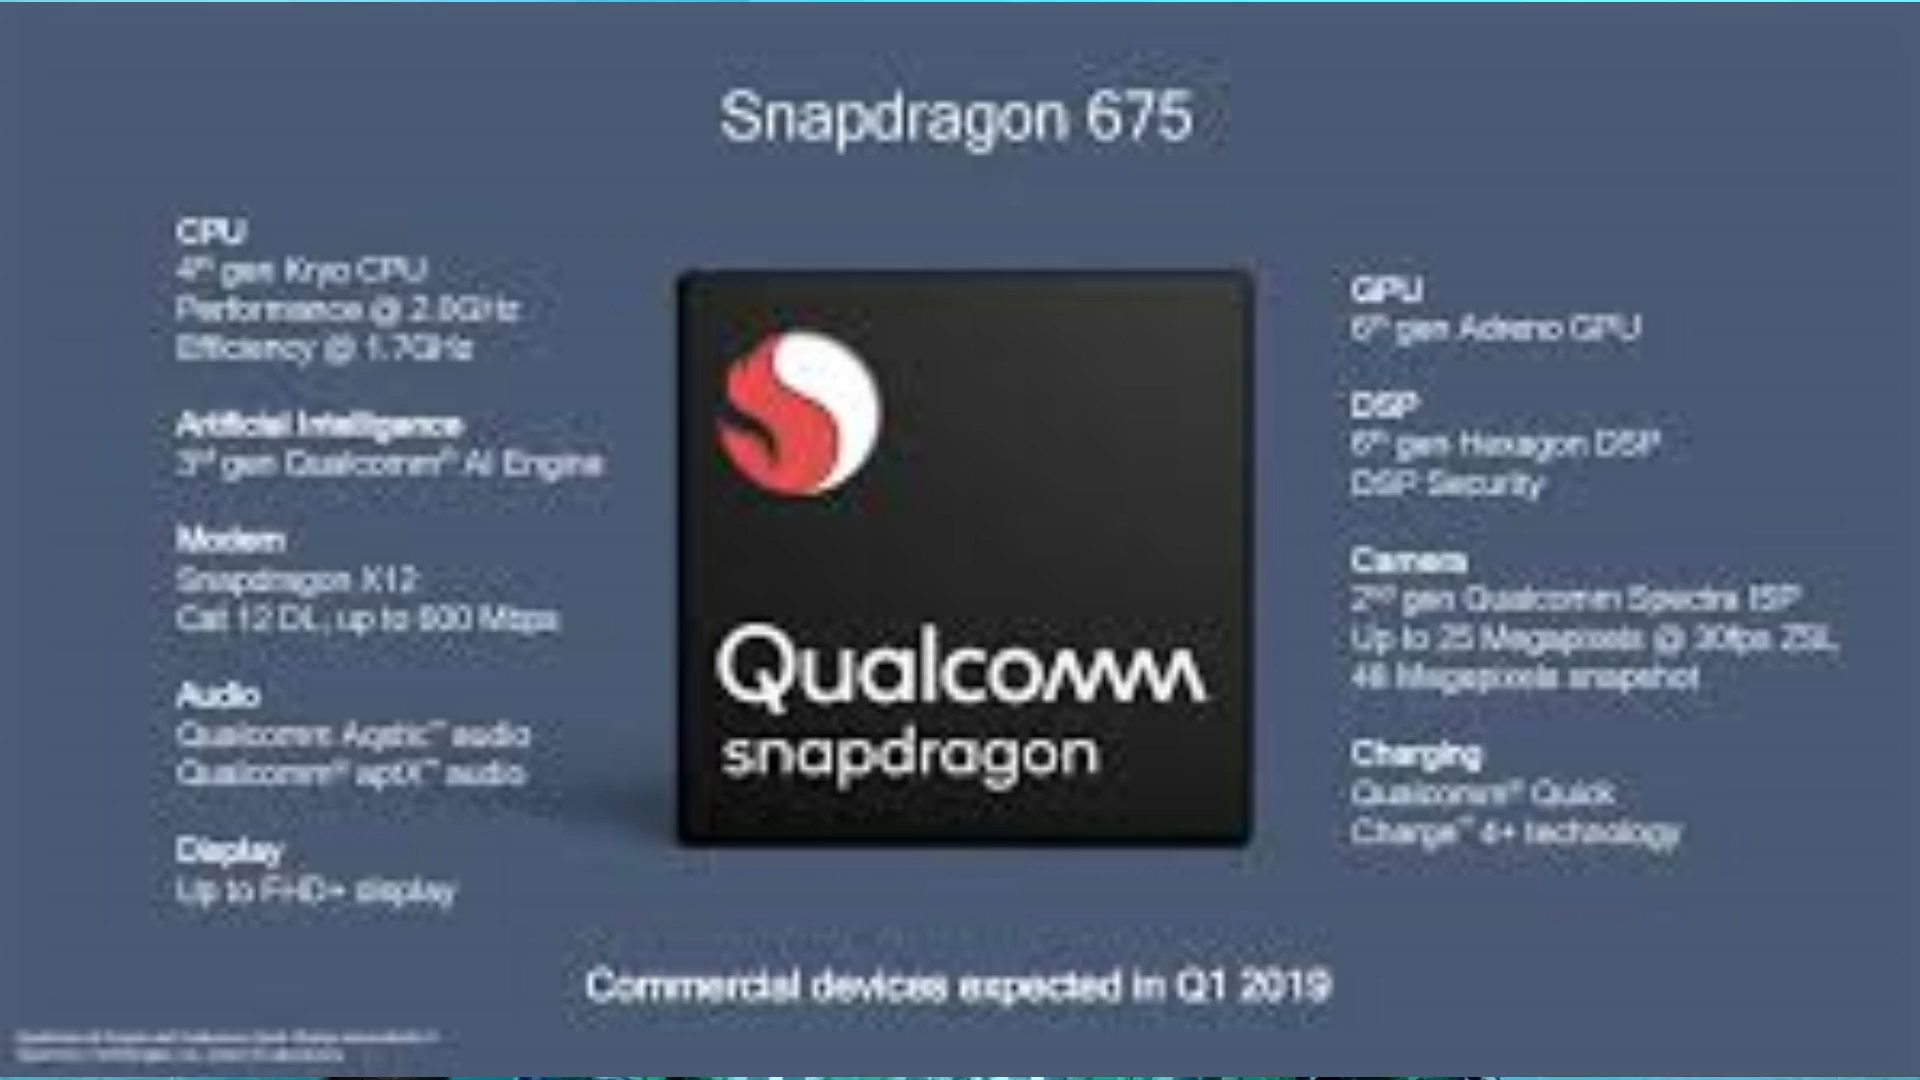 Snapdragon 675
CPU
4th gen Kryo CPU
Performance @ 2.0GHz
Efficiency @ 1.7GHz
Artificial Intelligence
3rd gen Qualcomm® AI Engine
Modem
Snapdragon X12
Cat 12 DL, up to 600 Mbps
Audio
Qualcomm Aqstic™ audio
Qualcomm® aptX™ audio
Display
Up to FHD+ display
Qualcomm
snapdragon
GPU
6th gen Adreno GPU
DSP
6th gen Hexagon DSP
DSP Security
Camera
2nd gen Qualcomm Spectra ISP
Up to 25 Megapixels @ 30fps ZSL
48 Megapixels snapshot
Charging
Qualcomm® Quick
Charge™ 4+ technology
Commercial devices expected in Q1 2019